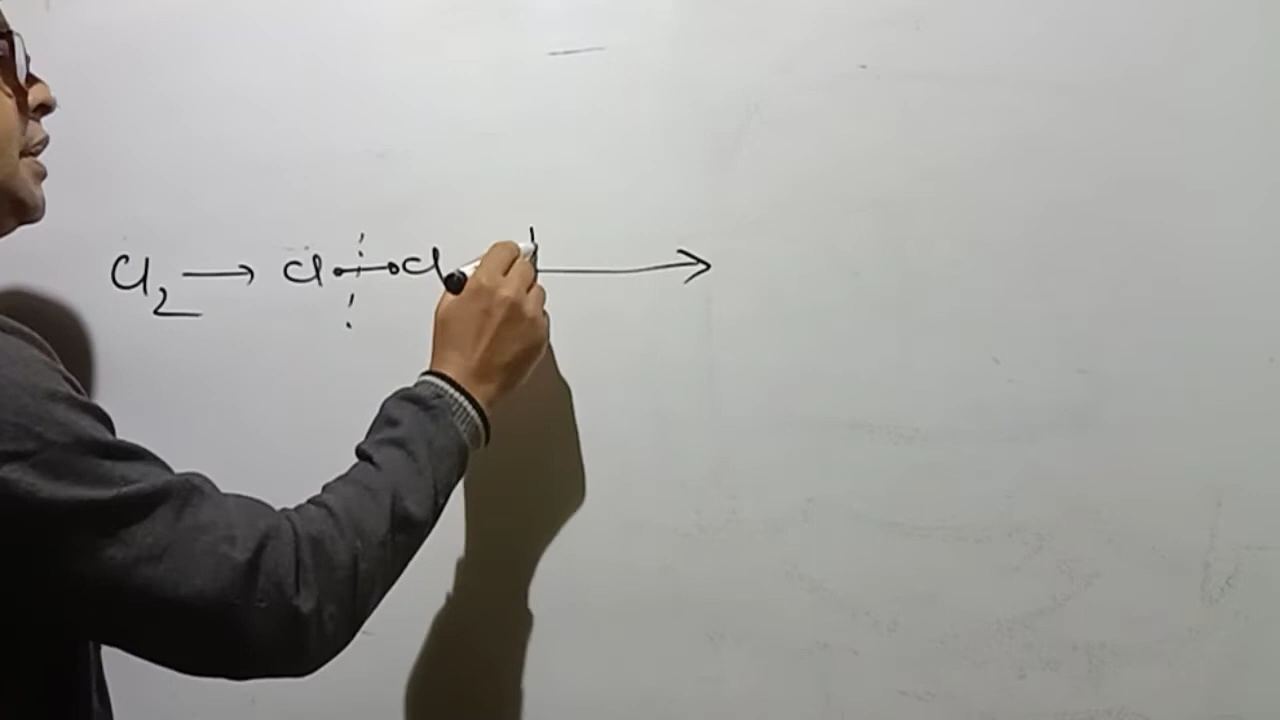 Cl₂ → Cl–Cl →